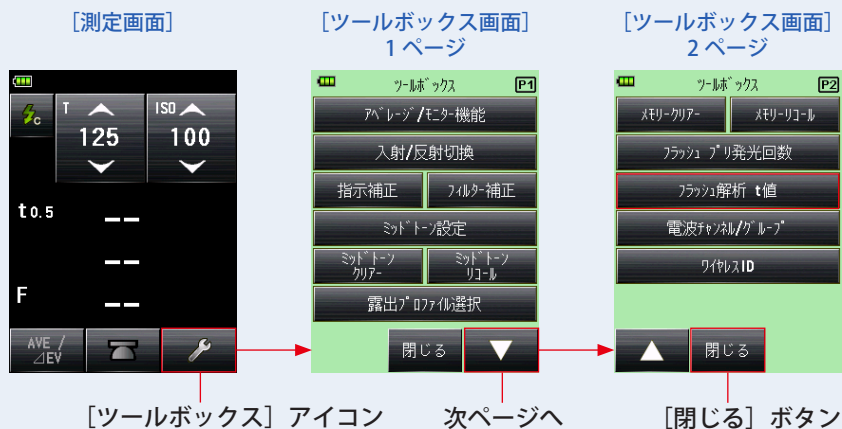 [測定画面]
[ツールボックス画面]
1 ページ
[ツールボックス画面]
2 ページ
T
ISO
125
100
C
t0.5
--
--
F
--
AVE /
⊿EV
ﾂｰﾙﾎﾞｯｸｽ
P1
ｱﾍﾞﾚｰｼﾞ/ﾓﾆﾀｰ機能
入射/反射切換
指示補正
ﾌｨﾙﾀｰ補正
ﾐｯﾄﾞﾄｰﾝ設定
ﾐｯﾄﾞﾄｰﾝ
ｸﾘｱｰ
ﾐｯﾄﾞﾄｰﾝ
ﾘｺｰﾙ
露出ﾌﾟﾛﾌｧｲﾙ選択
閉じる
ﾂｰﾙﾎﾞｯｸｽ
P2
ﾒﾓﾘｰｸﾘｱｰ
ﾒﾓﾘｰﾘｺｰﾙ
ﾌﾗｯｼｭ ﾌﾟﾘ発光回数
ﾌﾗｯｼｭ解析 t値
電波ﾁｬﾝﾈﾙ/ｸﾞﾙｰﾌﾟ
ﾜｲﾔﾚｽID
閉じる
[ツールボックス] アイコン
次ページへ
[閉じる] ボタン